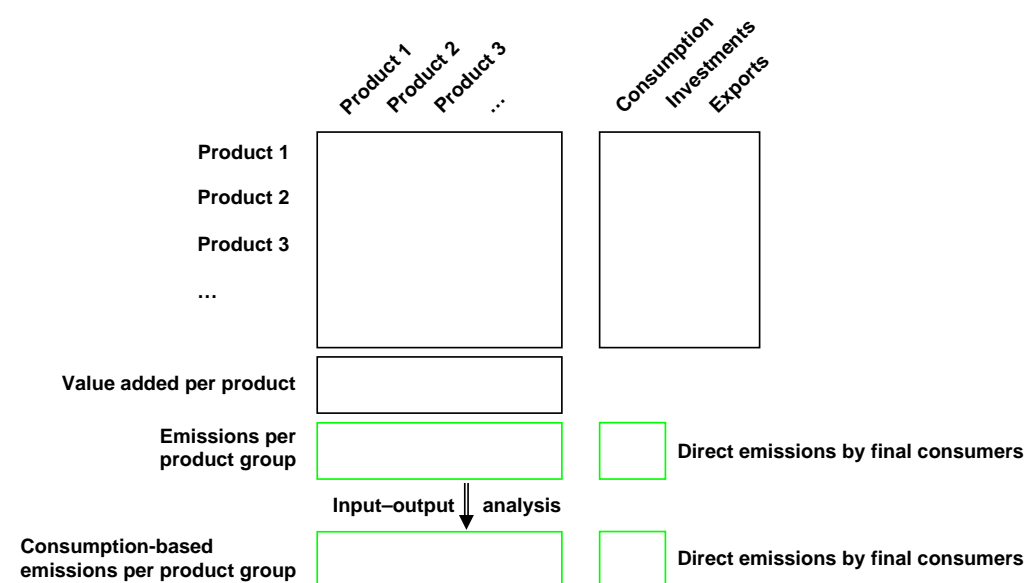 Product 1
Product 2
Product 3
…
Consumption
Investments
Exports
Product 1
Product 2
Product 3
…
Value added per product
Emissions per
product group
Direct emissions by final consumers
Input–output analysis
Consumption-based
emissions per product group
Direct emissions by final consumers